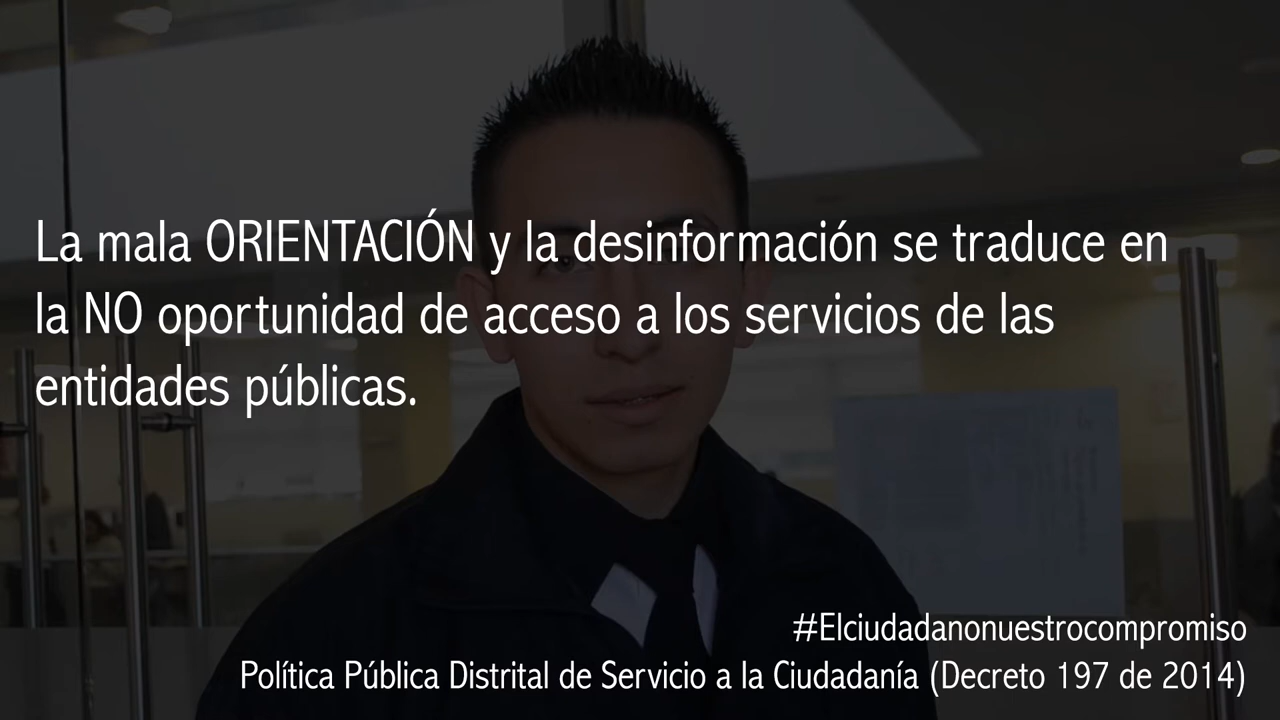 La mala ORIENTACIÓN y la desinformación se traduce en
la NO oportunidad de acceso a los servicios de las
entidades públicas.
#Elciudadanonuestrocompromiso
Política Pública Distrital de Servicio a la Ciudadanía (Decreto 197 de 2014)